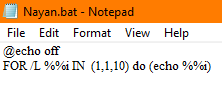 Nayan.bat - Notepad
File Edit Format View Help
@echo off
FOR /L %%i IN (1,1,10) do (echo %%i)